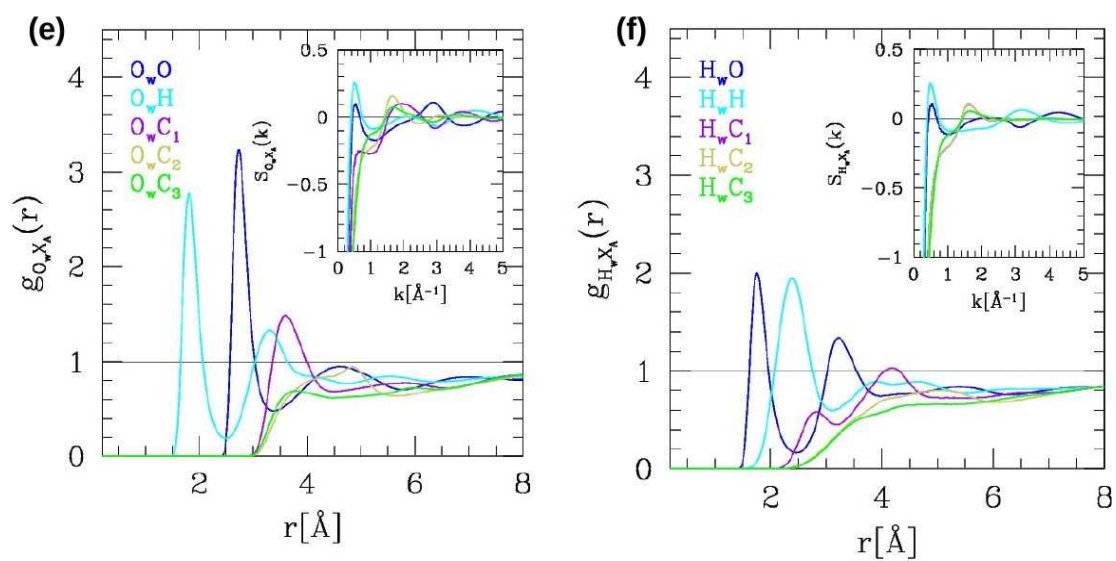 (e)
4
3
2
1
0
g_{O_wX_A}(r)
O_wO
O_wH
O_wC_1
O_wC_2
O_wC_3
0.5
0
−0.5
−1
S_{O_wX_A}(k)
0 1 2 3 4 5
k[Å⁻¹]
2 4 6 8
r[Å]
(f)
4
3
2
1
0
g_{H_wX_A}(r)
H_wO
H_wH
H_wC_1
H_wC_2
H_wC_3
0.5
0
−0.5
−1
S_{H_wX_A}(k)
0 1 2 3 4 5
k[Å⁻¹]
2 4 6 8
r[Å]